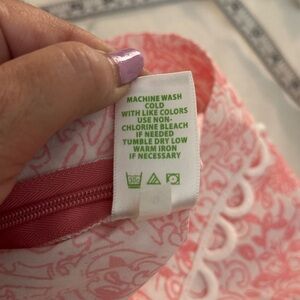 MACHINE WASH
COLD
WITH LIKE COLORS
USE NON-
CHLORINE BLEACH
IF NEEDED
TUMBLE DRY LOW
WARM IRON
IF NECESSARY